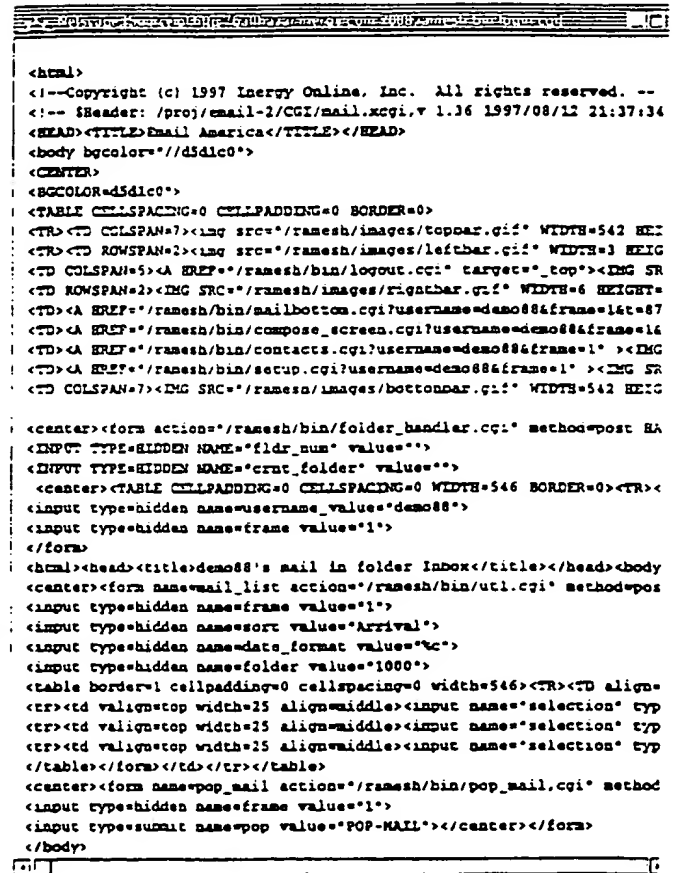 <html>
<!--Copyright (c) 1997 Inergy Online, Inc.  All rights reserved. --
<!-- $Header: /proj/email-2/CGI/mail.xcgi,v 1.36 1997/08/12 21:37:34
<HEAD><TITLE>Email America</TITLE></HEAD>
<body bgcolor="//d5d1c0">
<CENTER>
<BGCOLOR=d5d1c0">
<TABLE CELLSPACING=0 CELLPADDING=0 BORDER=0>
<TR><TD COLSPAN=7><img src="/ramesh/images/topbar.gif" WIDTH=542 HEI
<TR><TD ROWSPAN=2><img src="/ramesh/images/leftbar.gif" WIDTH=3 HEIG
<TD COLSPAN=5><A HREF="/ramesh/bin/logout.cgi" target="_top"><IMG SR
<TD ROWSPAN=2><IMG SRC="/ramesh/images/rightbar.gif" WIDTH=6 HEIGHT=
<TD><A HREF="/ramesh/bin/mailbottom.cgi?username=demo88&frame=1&t=87
<TD><A HREF="/ramesh/bin/compose_screen.cgi?username=demo88&frame=1&
<TD><A HREF="/ramesh/bin/contacts.cgi?username=demo88&frame=1" ><IMG
<TD><A HREF="/ramesh/bin/setup.cgi?username=demo88&frame=1" ><IMG SR
<TD COLSPAN=7><IMG SRC="/ramesh/images/bottombar.gif" WIDTH=542 HEIG
<center><form action="/ramesh/bin/folder_handler.cgi" method=post NA
<INPUT TYPE=HIDDEN NAME="fldr_num" value="">
<INPUT TYPE=HIDDEN NAME="crnt_folder" value="">
<center><TABLE CELLPADDING=0 CELLSPACING=0 WIDTH=546 BORDER=0><TR><
<input type=hidden name=username value="demo88">
<input type=hidden name=frame value="1">
</form>
<html><head><title>demo88's mail in folder Inbox</title></head><body
<center><form name=mail_list action="/ramesh/bin/utl.cgi" method=pos
<input type=hidden name=frame value="1">
<input type=hidden name=sort value="Arrival">
<input type=hidden name=date_format value="%c">
<input type=hidden name=folder value="1000">
<table border=1 cellpadding=0 cellspacing=0 width=546><TR><TD align=
<tr><td valign=top width=25 align=middle><input name="selection" typ
<tr><td valign=top width=25 align=middle><input name="selection" typ
<tr><td valign=top width=25 align=middle><input name="selection" typ
</table></form></td></tr></table>
<center><form name=pop_mail action="/ramesh/bin/pop_mail.cgi" method
<input type=hidden name=frame value="1">
<input type=submit name=pop value="POP-MAIL"></center></form>
</body>